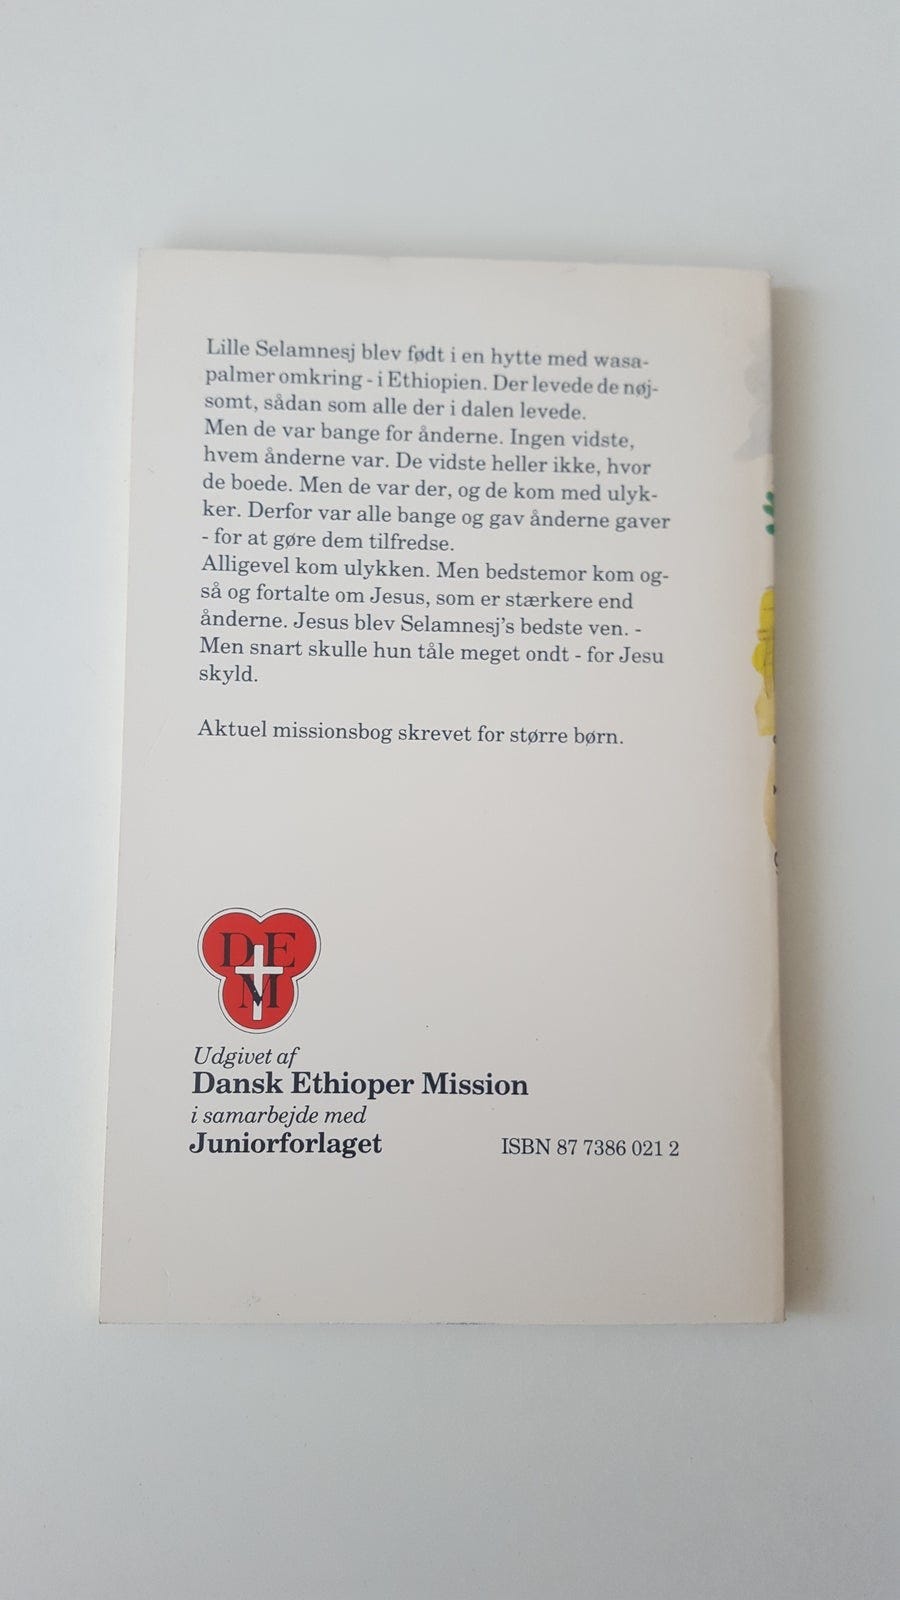 Lille Selamnesj blev født i en hytte med wasa-
palmer omkring - i Ethiopien. Der levede de nøj-
somt, sådan som alle der i dalen levede.
Men de var bange for ånderne. Ingen vidste,
hvem ånderne var. De vidste heller ikke, hvor
de boede. Men de var der, og de kom med ulyk-
ker. Derfor var alle bange og gav ånderne gaver
- for at gøre dem tilfredse.
Alligevel kom ulykken. Men bedstemor kom og-
så og fortalte om Jesus, som er stærkere end
ånderne. Jesus blev Selamnesj's bedste ven. -
Men snart skulle hun tåle meget ondt - for Jesu
skyld.
Aktuel missionsbog skrevet for større børn.
DE
M
Udgivet af
Dansk Ethioper Mission
i samarbejde med
Juniorforlaget
ISBN 87 7386 021 2